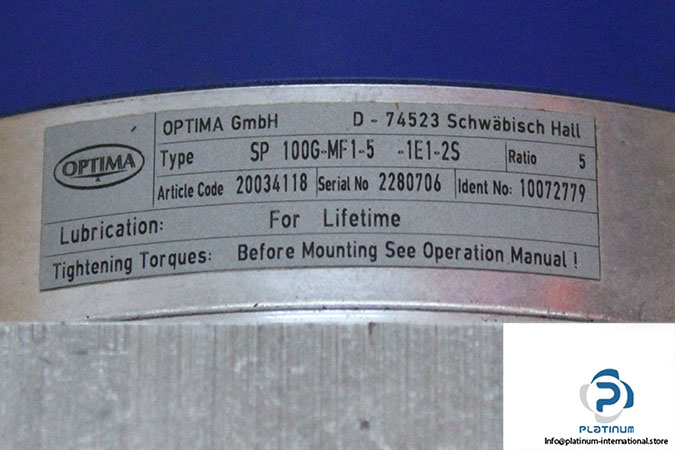 OPTIMA
OPTIMA GmbH D - 74523 Schwäbisch Hall
Type SP 100G-MF1-5 -1E1-2S Ratio 5
Article Code 20034118 Serial No 2280706 Ident No: 10072779
Lubrication: For Lifetime
Tightening Torques: Before Mounting See Operation Manual !
PLATINUM
Info@platinum-international.store